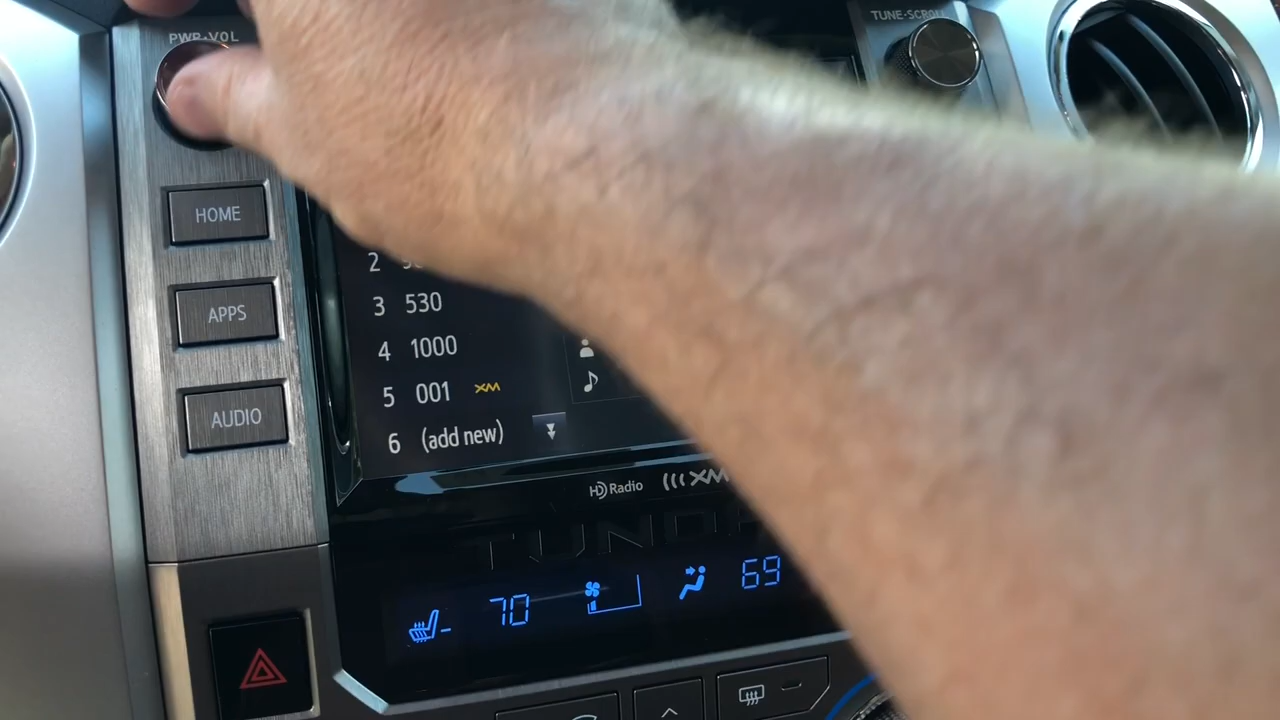 PWR•VOL
TUNE•SCROLL
HOME
APPS
AUDIO
2
3 530
4 1000
5 001 XM
6 (add new)
HD Radio
((( XM
70
69